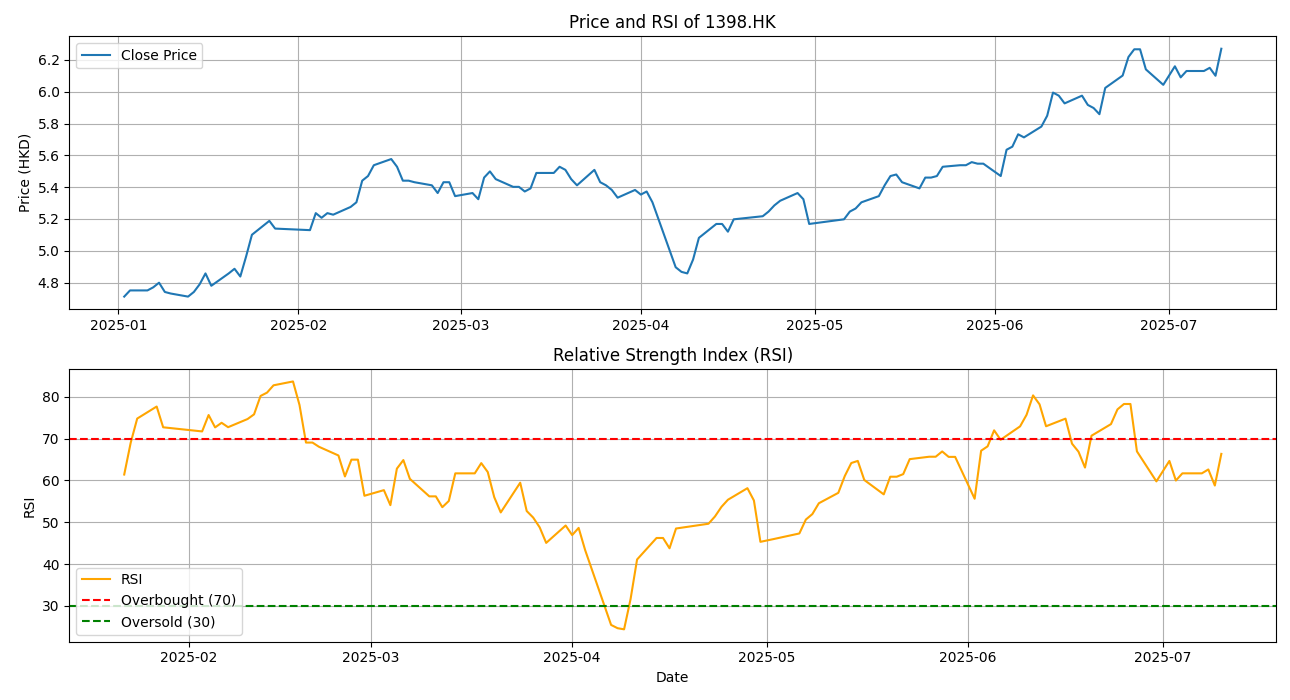 Price and RSI of 1398.HK
Close Price
Price (HKD)
6.2
6.0
5.8
5.6
5.4
5.2
5.0
4.8
2025-01 2025-02 2025-03 2025-04 2025-05 2025-06 2025-07
Relative Strength Index (RSI)
RSI
80
70
60
50
40
30
RSI
Overbought (70)
Oversold (30)
2025-02 2025-03 2025-04 2025-05 2025-06 2025-07
Date